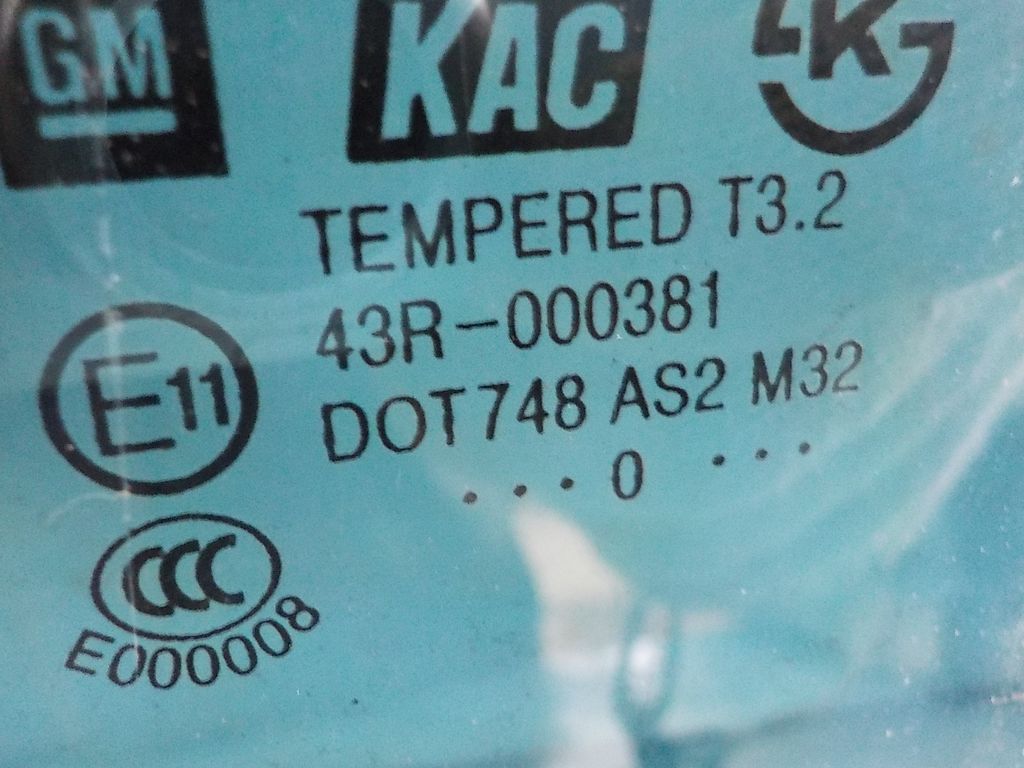 GM
KAC
K
TEMPERED T3.2
43R-000381
E11
DOT748 AS2 M32
... 0 ...
CCC
E000008